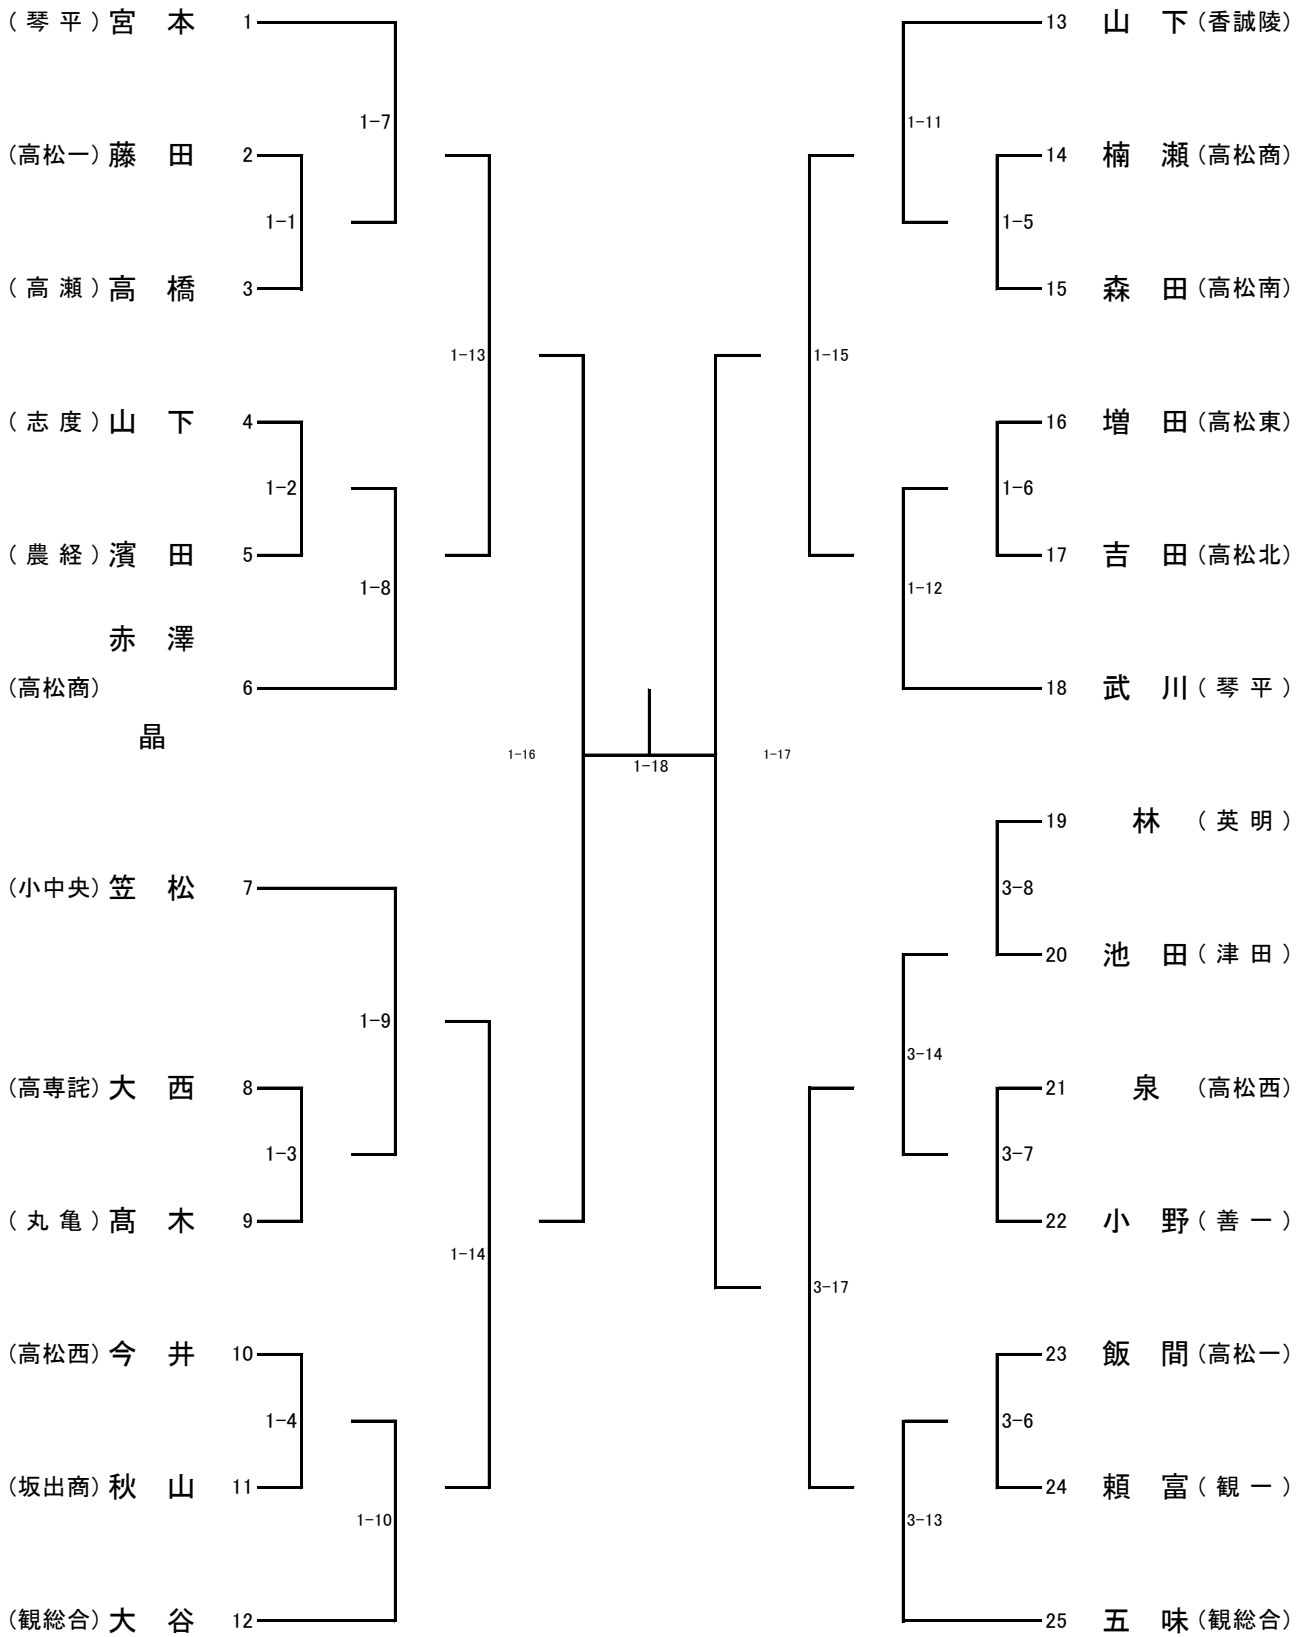 (琴平) 宮本 1
13 山下 (香誠陵)
1-7
1-11
(高松一) 藤田 2
14 楠瀬 (高松商)
1-1
1-5
(高瀬) 高橋 3
15 森田 (高松南)
1-13
1-15
(志度) 山下 4
16 増田 (高松東)
1-2
1-6
(農経) 濱田 5
17 吉田 (高松北)
1-8
1-12
赤澤
(高松商) 6
18 武川 (琴平)
晶
1-16
1-18
1-17
19 林 (英明)
(小中央) 笠松 7
3-8
20 池田 (津田)
1-9
3-14
(高専詫) 大西 8
21 泉 (高松西)
1-3
3-7
(丸亀) 髙木 9
22 小野 (善一)
1-14
3-17
(高松西) 今井 10
23 飯間 (高松一)
1-4
3-6
(坂出商) 秋山 11
24 頼富 (観一)
1-10
3-13
(観総合) 大谷 12
25 五味 (観総合)